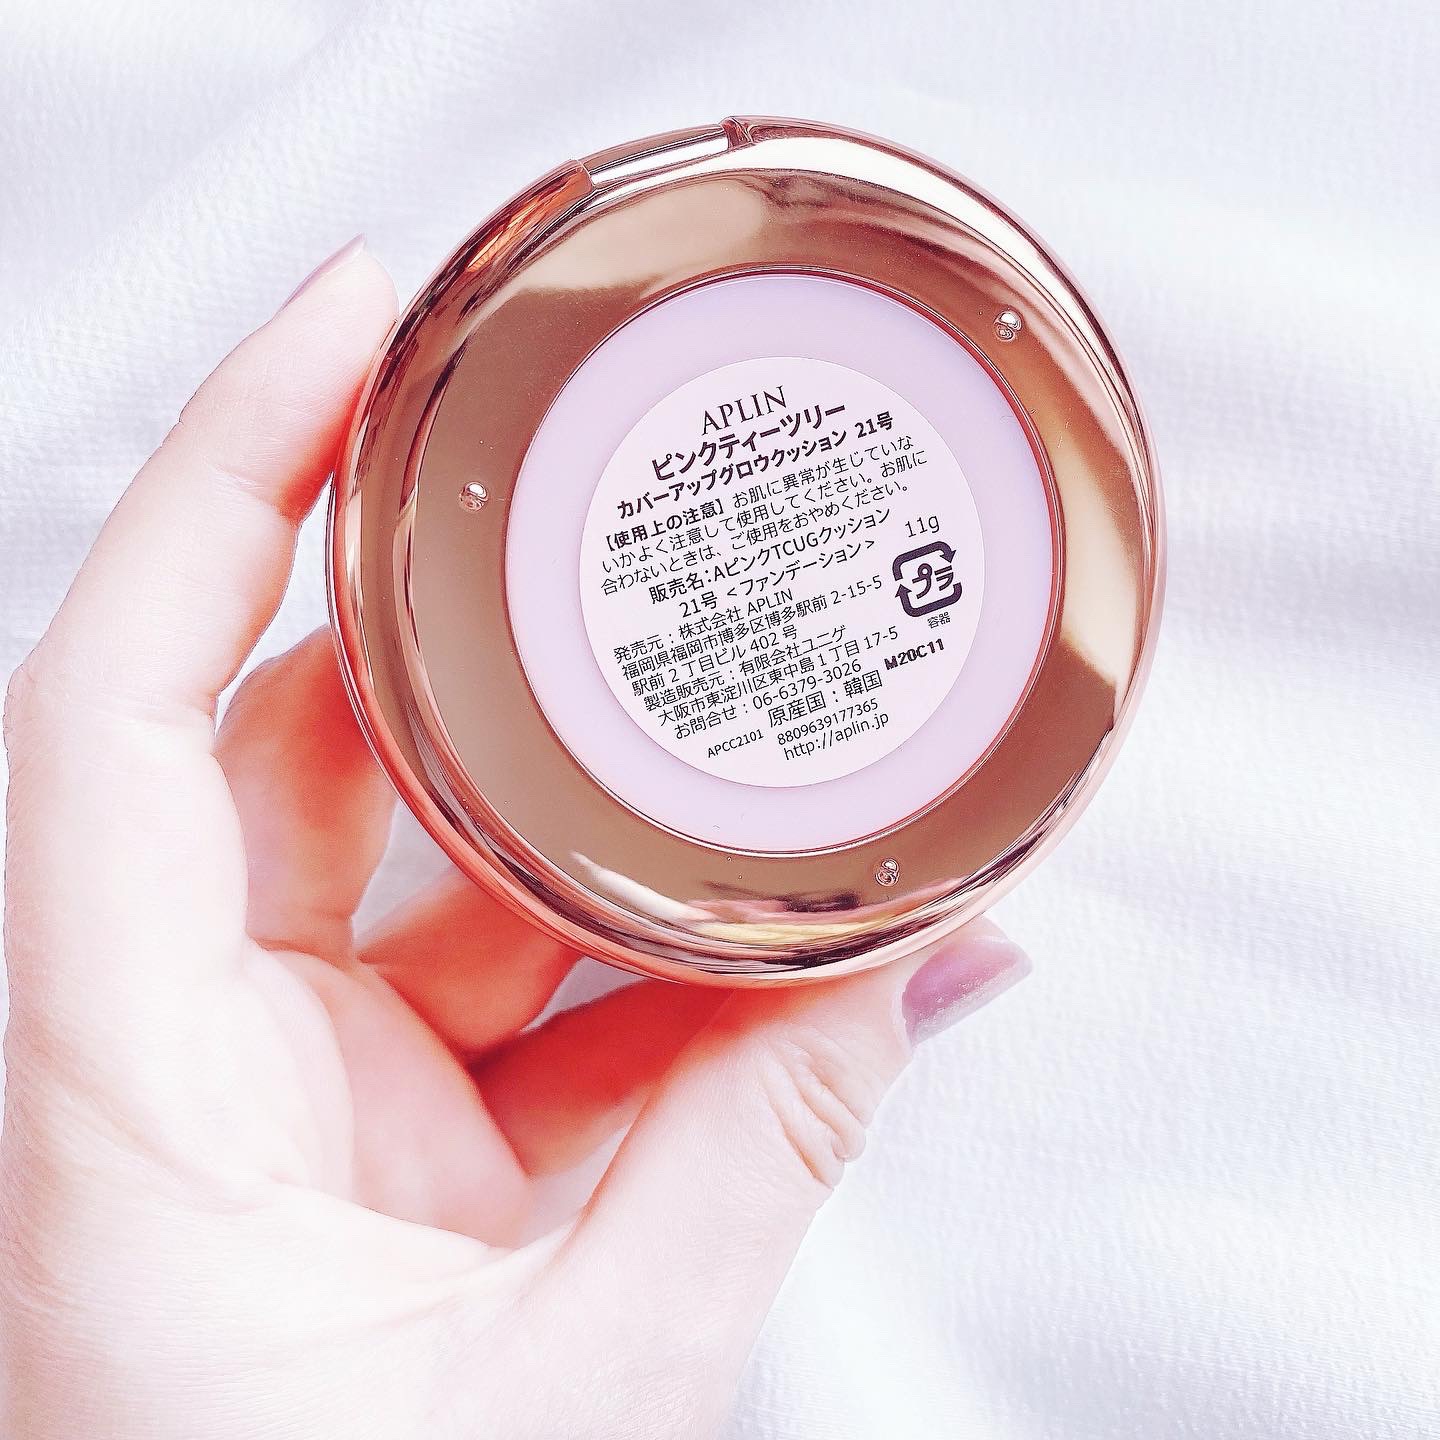 APLIN
ピンクティーツリー
カバーアップグロウクッション 21号
【使用上の注意】お肌に異常が生じていな
いかよく注意して使用してください。お肌に
合わないときは、ご使用をおやめください。
販売名：AピンクTCUGクッション
21号 <ファンデーション> 11g
プラ
容器
発売元：株式会社 APLIN
福岡県福岡市博多区博多駅前 2-15-5
駅前２丁目ビル 402 号
製造販売元：有限会社ユニゲ
大阪市東淀川区東中島１丁目 17-5
お問合せ：06-6379-3026 M20C11
原産国：韓国
APCC2101 8809639177365
http://aplin.jp